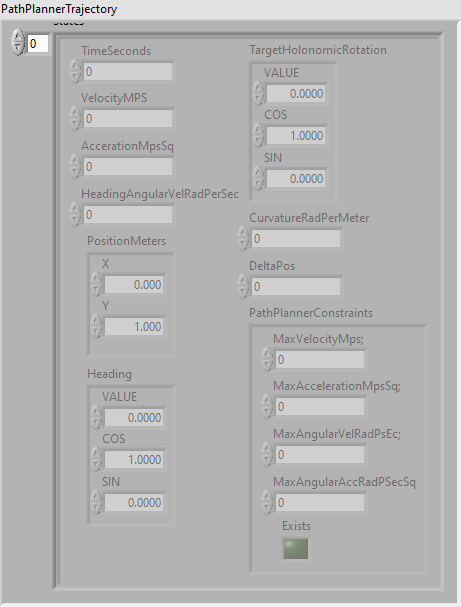 PathPlannerTrajectory
States
0
TimeSeconds
0
VelocityMPS
0
AccerationMpsSq
0
HeadingAngularVelRadPerSec
0
PositionMeters
X
0.000
Y
1.000
Heading
VALUE
0.0000
COS
1.0000
SIN
0.0000
TargetHolonomicRotation
VALUE
0.0000
COS
1.0000
SIN
0.0000
CurvatureRadPerMeter
0
DeltaPos
0
PathPlannerConstraints
MaxVelocityMps;
0
MaxAccelerationMpsSq;
0
MaxAngularVelRadPsEc;
0
MaxAngularAccRadPSecSq
0
Exists